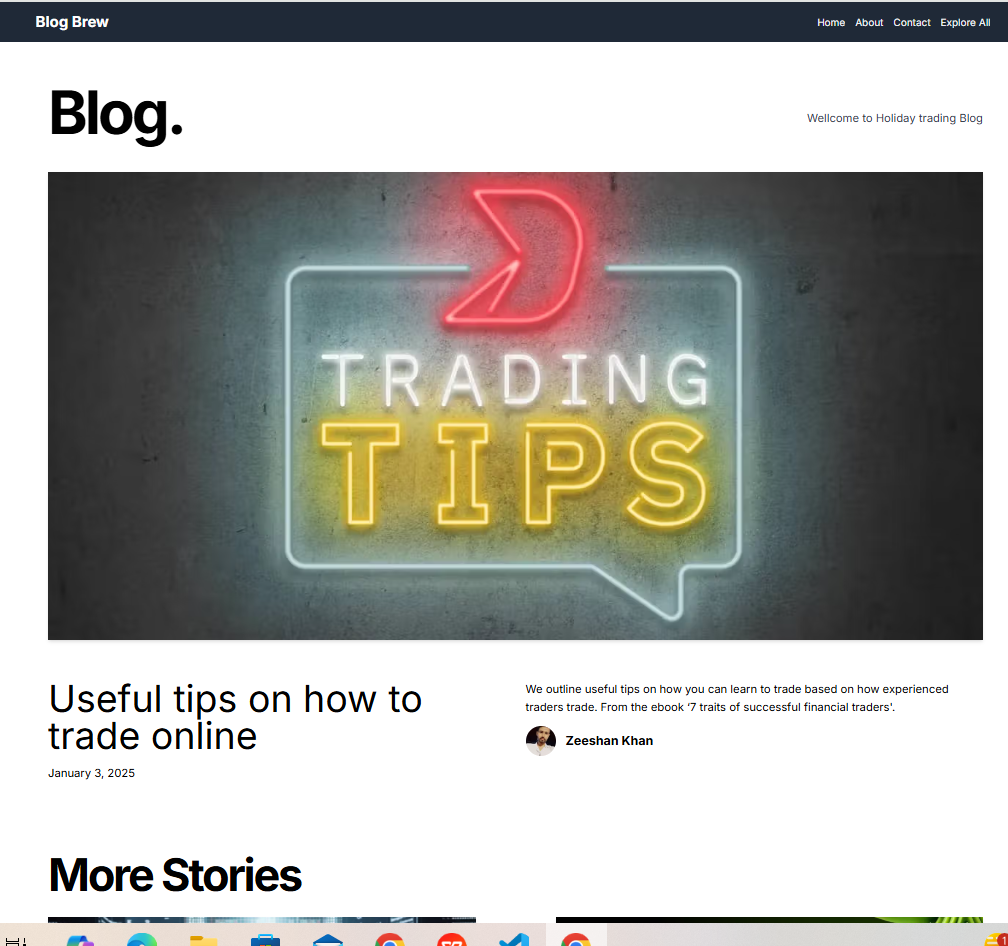 Blog Brew
Home About Contact Explore All
Blog.
Wellcome to Holiday trading Blog
TRADING
TIPS
Useful tips on how to
trade online
January 3, 2025
We outline useful tips on how you can learn to trade based on how experienced
traders trade. From the ebook ‘7 traits of successful financial traders'.
Zeeshan Khan
More Stories